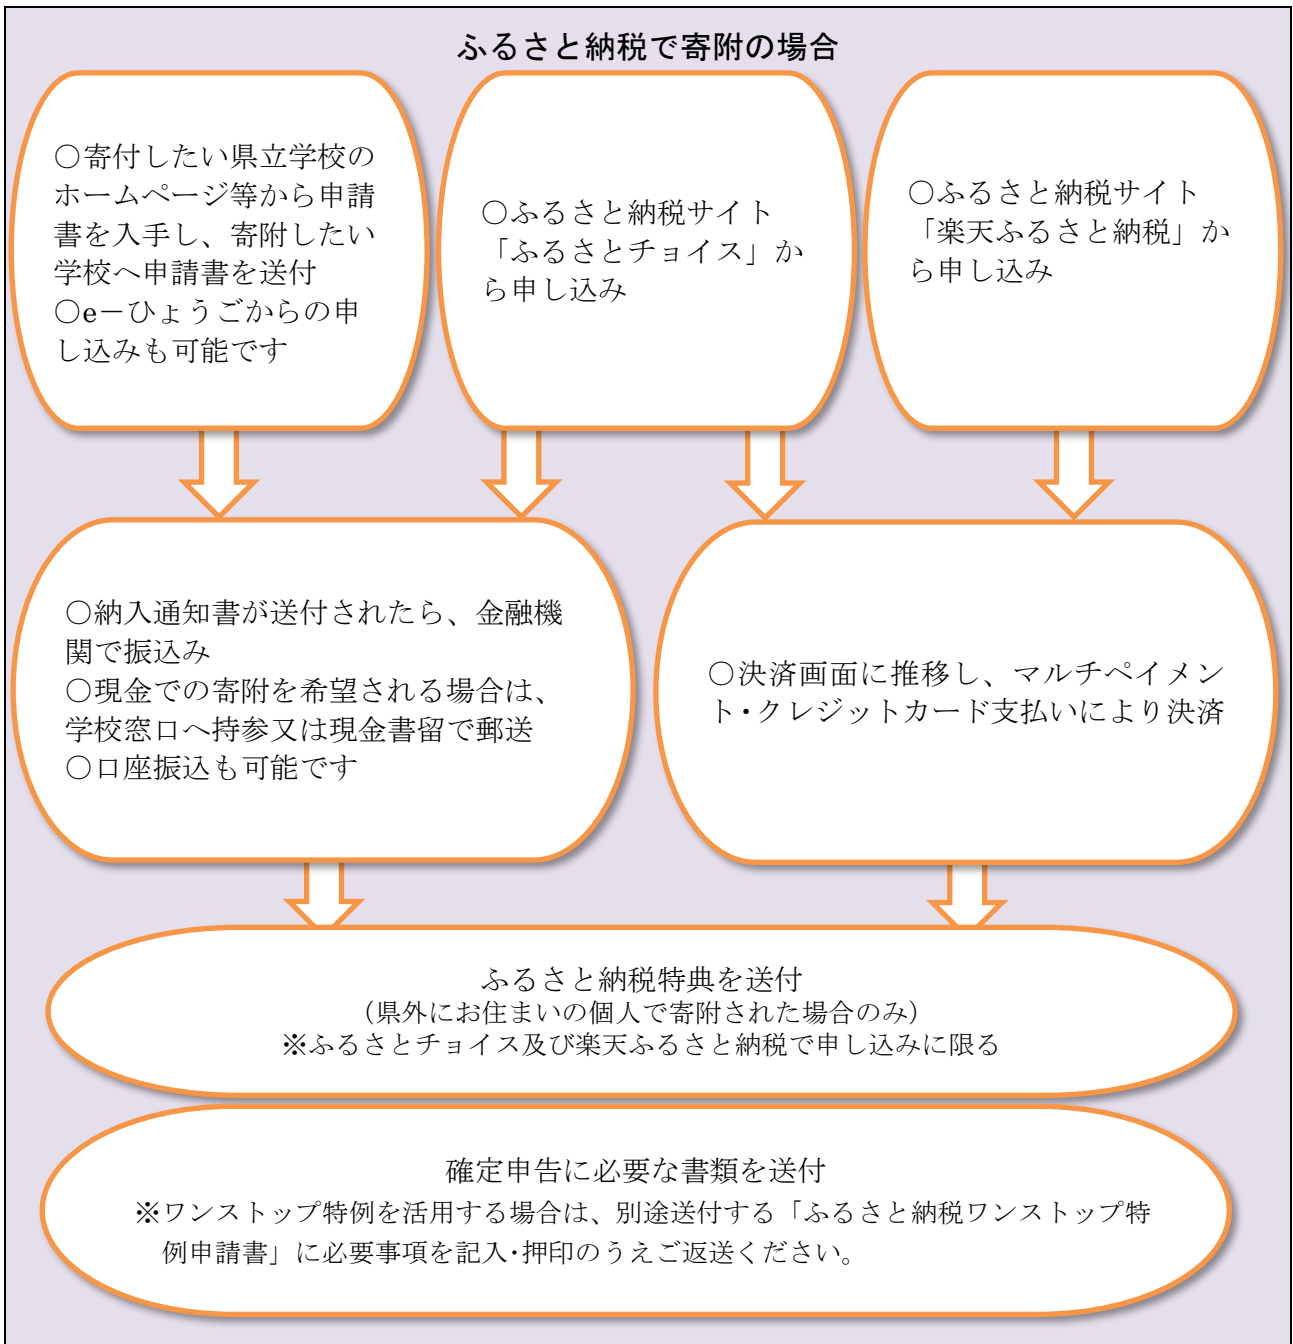 ふるさと納税で寄附の場合
○寄付したい県立学校の
ホームページ等から申請
書を入手し、寄附したい
学校へ申請書を送付
○e－ひょうごからの申
し込みも可能です
○ふるさと納税サイト
「ふるさとチョイス」か
ら申し込み
○ふるさと納税サイト
「楽天ふるさと納税」か
ら申し込み
○納入通知書が送付されたら、金融機
関で振込み
○現金での寄附を希望される場合は、
学校窓口へ持参又は現金書留で郵送
○口座振込も可能です
○決済画面に推移し、マルチペイメン
ト・クレジットカード支払いにより決済
ふるさと納税特典を送付
（県外にお住まいの個人で寄附された場合のみ）
※ふるさとチョイス及び楽天ふるさと納税で申し込みに限る
確定申告に必要な書類を送付
※ワンストップ特例を活用する場合は、別途送付する「ふるさと納税ワンストップ特
例申請書」に必要事項を記入・押印のうえご返送ください。